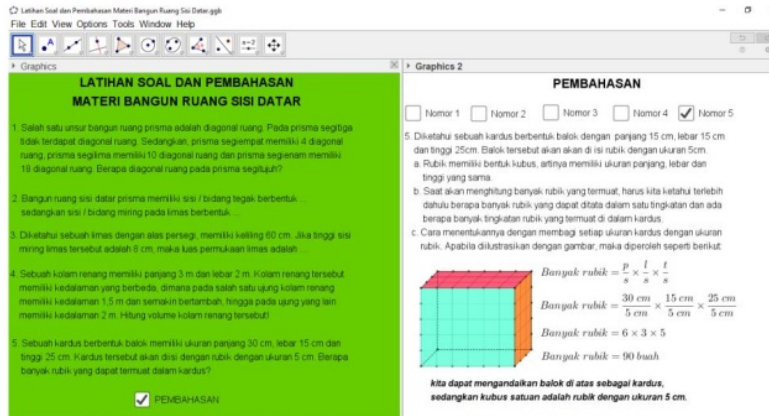 Latihan Soal dan Pembahasan Materi Bangun Ruang Sisi Datar.ggb
File Edit View Options Tools Window Help
Graphics
LATIHAN SOAL DAN PEMBAHASAN
MATERI BANGUN RUANG SISI DATAR
1. Salah satu unsur bangun ruang prisma adalah diagonal ruang. Pada prisma segitiga
tidak terdapat diagonal ruang. Sedangkan, prisma segiempat memiliki 4 diagonal
ruang, prisma segilima memiliki 10 diagonal ruang dan prisma segienam memiliki
18 diagonal ruang. Berapa diagonal ruang pada prisma segitujuh?
2. Bangun ruang sisi datar prisma memiliki sisi / bidang tegak berbentuk ...
sedangkan sisi / bidang miring pada limas berbentuk ...
3. Diketahui sebuah limas dengan alas persegi, memiliki keliling 60 cm. Jika tinggi sisi
miring limas tersebut adalah 8 cm, maka luas permukaan limas adalah ....
4. Sebuah kolam renang memiliki panjang 3 m dan lebar 2 m. Kolam renang tersebut
memiliki kedalaman yang berbeda, dimana pada salah satu ujung kolam renang
memiliki kedalaman 1,5 m dan semakin bertambah, hingga pada ujung yang lain
memiliki kedalaman 2 m. Hitung volume kolam renang tersebut!
5. Sebuah kardus berbentuk balok memiliki ukuran panjang 30 cm, lebar 15 cm dan
tinggi 25 cm. Kardus tersebut akan diisi dengan rubik dengan ukuran 5 cm. Berapa
banyak rubik yang dapat termuat dalam kardus?
PEMBAHASAN
Graphics 2
PEMBAHASAN
Nomor 1 Nomor 2 Nomor 3 Nomor 4 Nomor 5
5. Diketahui sebuah kardus berbentuk balok dengan panjang 15 cm, lebar 15 cm
dan tinggi 25cm. Balok tersebut akan akan di isi rubik dengan ukuran 5cm.
a. Rubik memiliki bentuk kubus, artinya memiliki ukuran panjang, lebar dan
tinggi yang sama.
b. Saat akan menghitung banyak rubik yang termuat, harus kita ketahui terlebih
dahulu berapa banyak rubik yang dapat ditata dalam satu tingkatan dan ada
berapa banyak tingkatan rubik yang termuat di dalam kardus.
c. Cara menentukannya dengan membagi setiap ukuran kardus dengan ukuran
rubik. Apabila diilustrasikan dengan gambar, maka diperoleh seperti berikut:
Banyak rubik = p/s × l/s × t/s
Banyak rubik = 30 cm/5 cm × 15 cm/5 cm × 25 cm/5 cm
Banyak rubik = 6 × 3 × 5
Banyak rubik = 90 buah
kita dapat mengandaikan balok di atas sebagai kardus,
sedangkan kubus satuan adalah rubik dengan ukuran 5 cm.